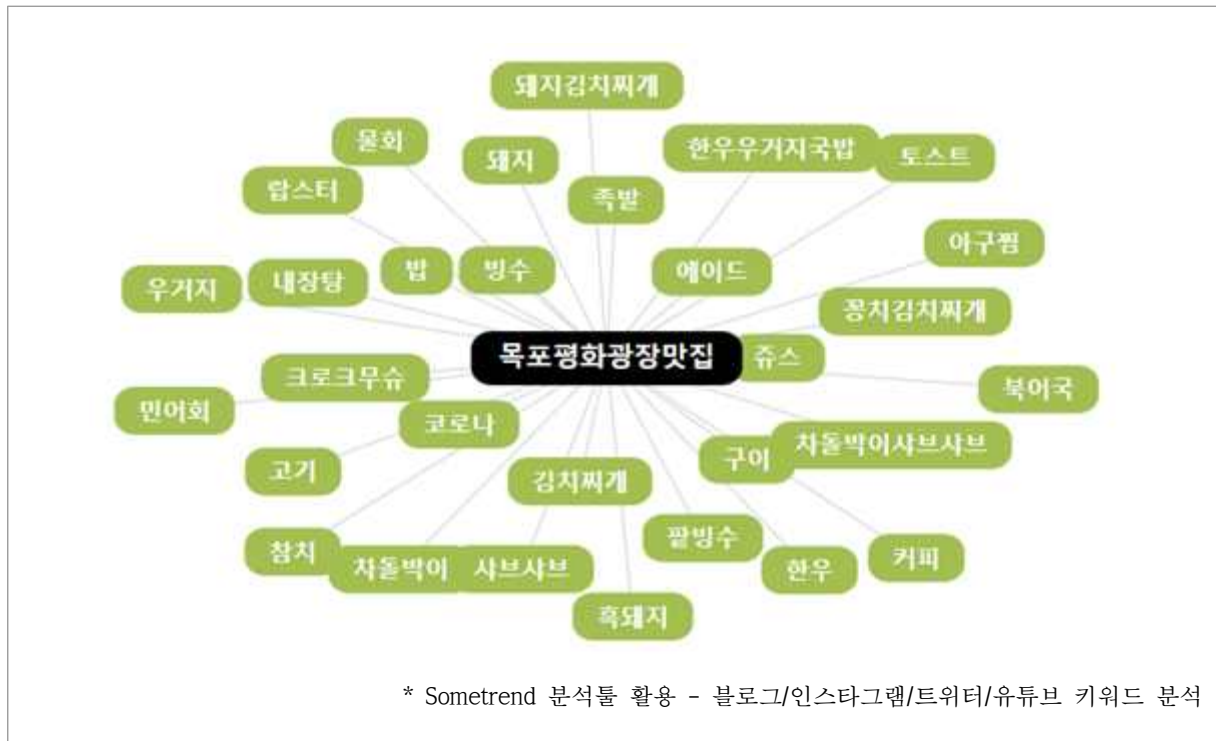 돼지김치찌개
물회
돼지
한우우거지국밥
토스트
랍스터
족발
야구찜
밥
빙수
에이드
우거지
내장탕
꽁치김치찌개
목포평화광장맛집
쥬스
크로크무슈
북어국
민어회
코로나
차돌박이샤브샤브
고기
구이
김치찌개
팥빙수
참치
차돌박이
샤브샤브
한우
커피
흑돼지
* Sometrend 분석툴 활용 - 블로그/인스타그램/트위터/유튜브 키워드 분석